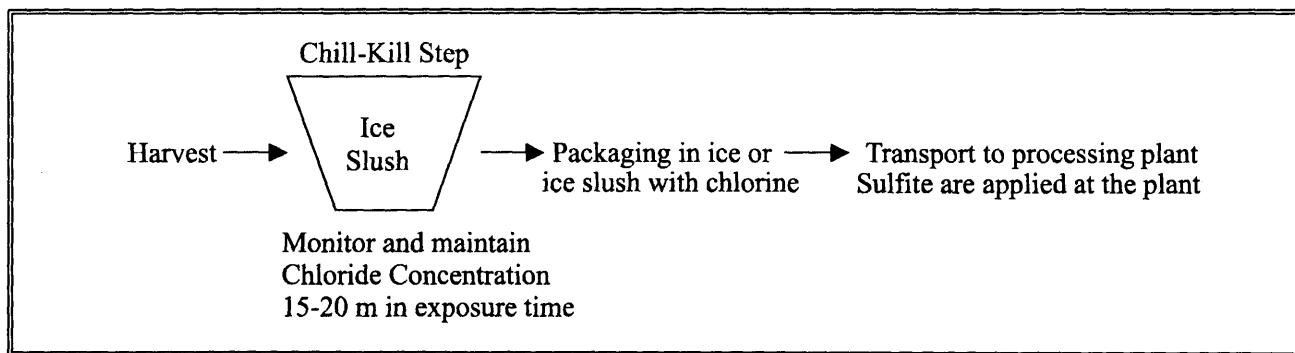 Chill-Kill Step
Harvest
Ice
Slush
Packaging in ice or
ice slush with chlorine
Transport to processing plant
Sulfite are applied at the plant
Monitor and maintain
Chloride Concentration
15-20 m in exposure time